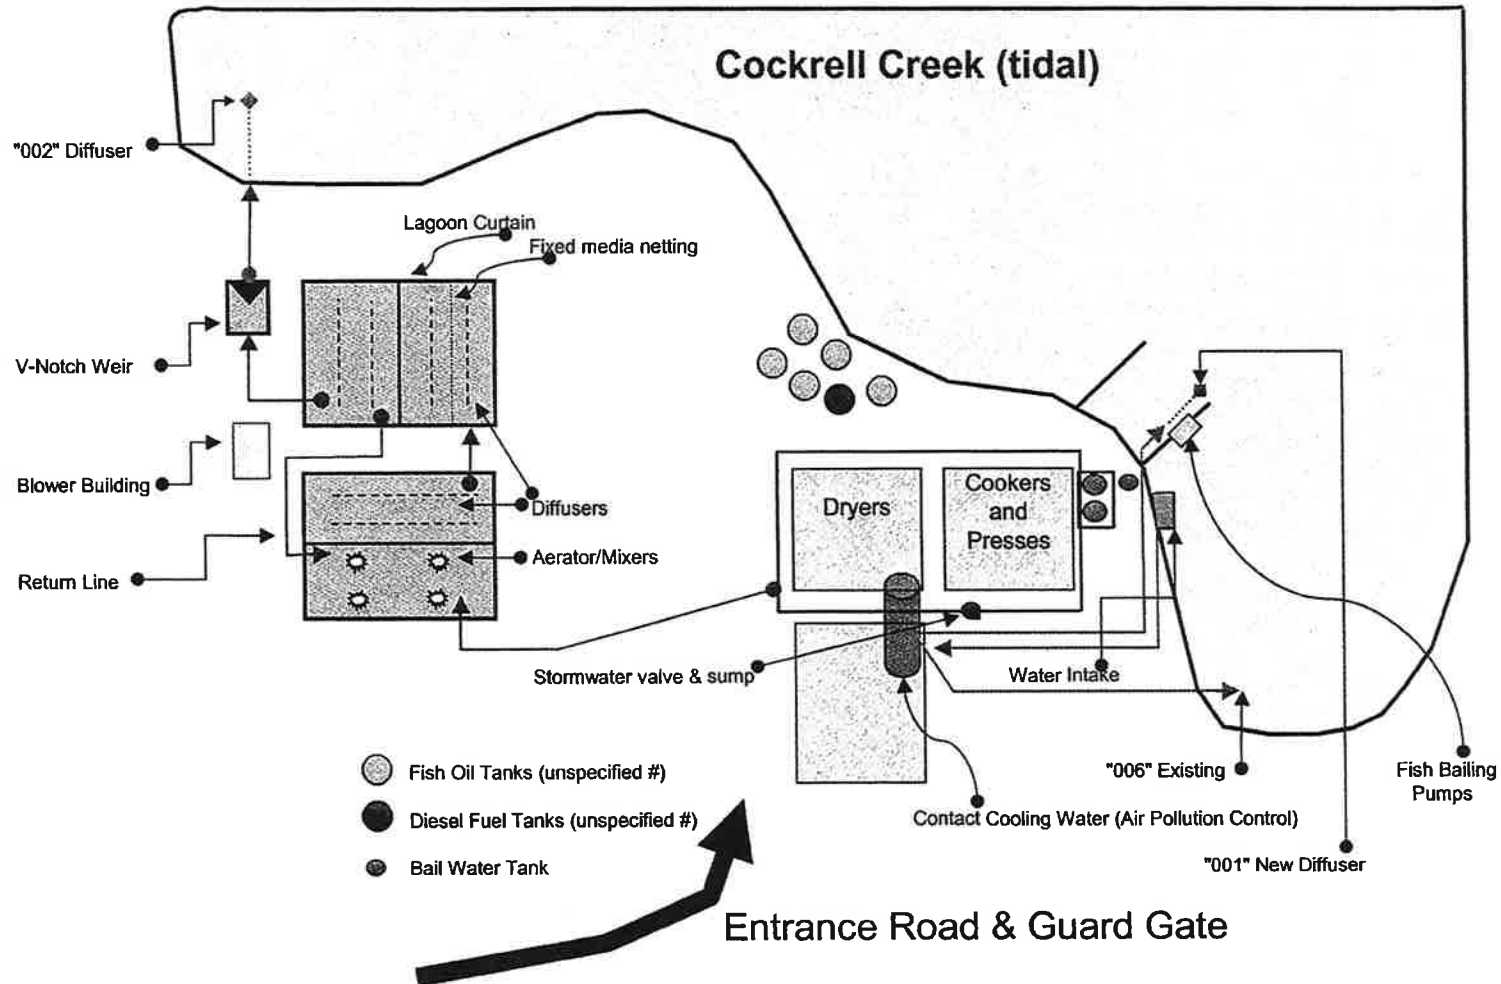 Cockrell Creek (tidal)
"002" Diffuser
Lagoon Curtain
Fixed media netting
V-Notch Weir
Blower Building
Diffusers
Aerator/Mixers
Return Line
Dryers
Cookers
and
Presses
Stormwater valve & sump
Water Intake
Fish Oil Tanks (unspecified #)
Diesel Fuel Tanks (unspecified #)
Bail Water Tank
"006" Existing
Fish Bailing
Pumps
Contact Cooling Water (Air Pollution Control)
"001" New Diffuser
Entrance Road & Guard Gate